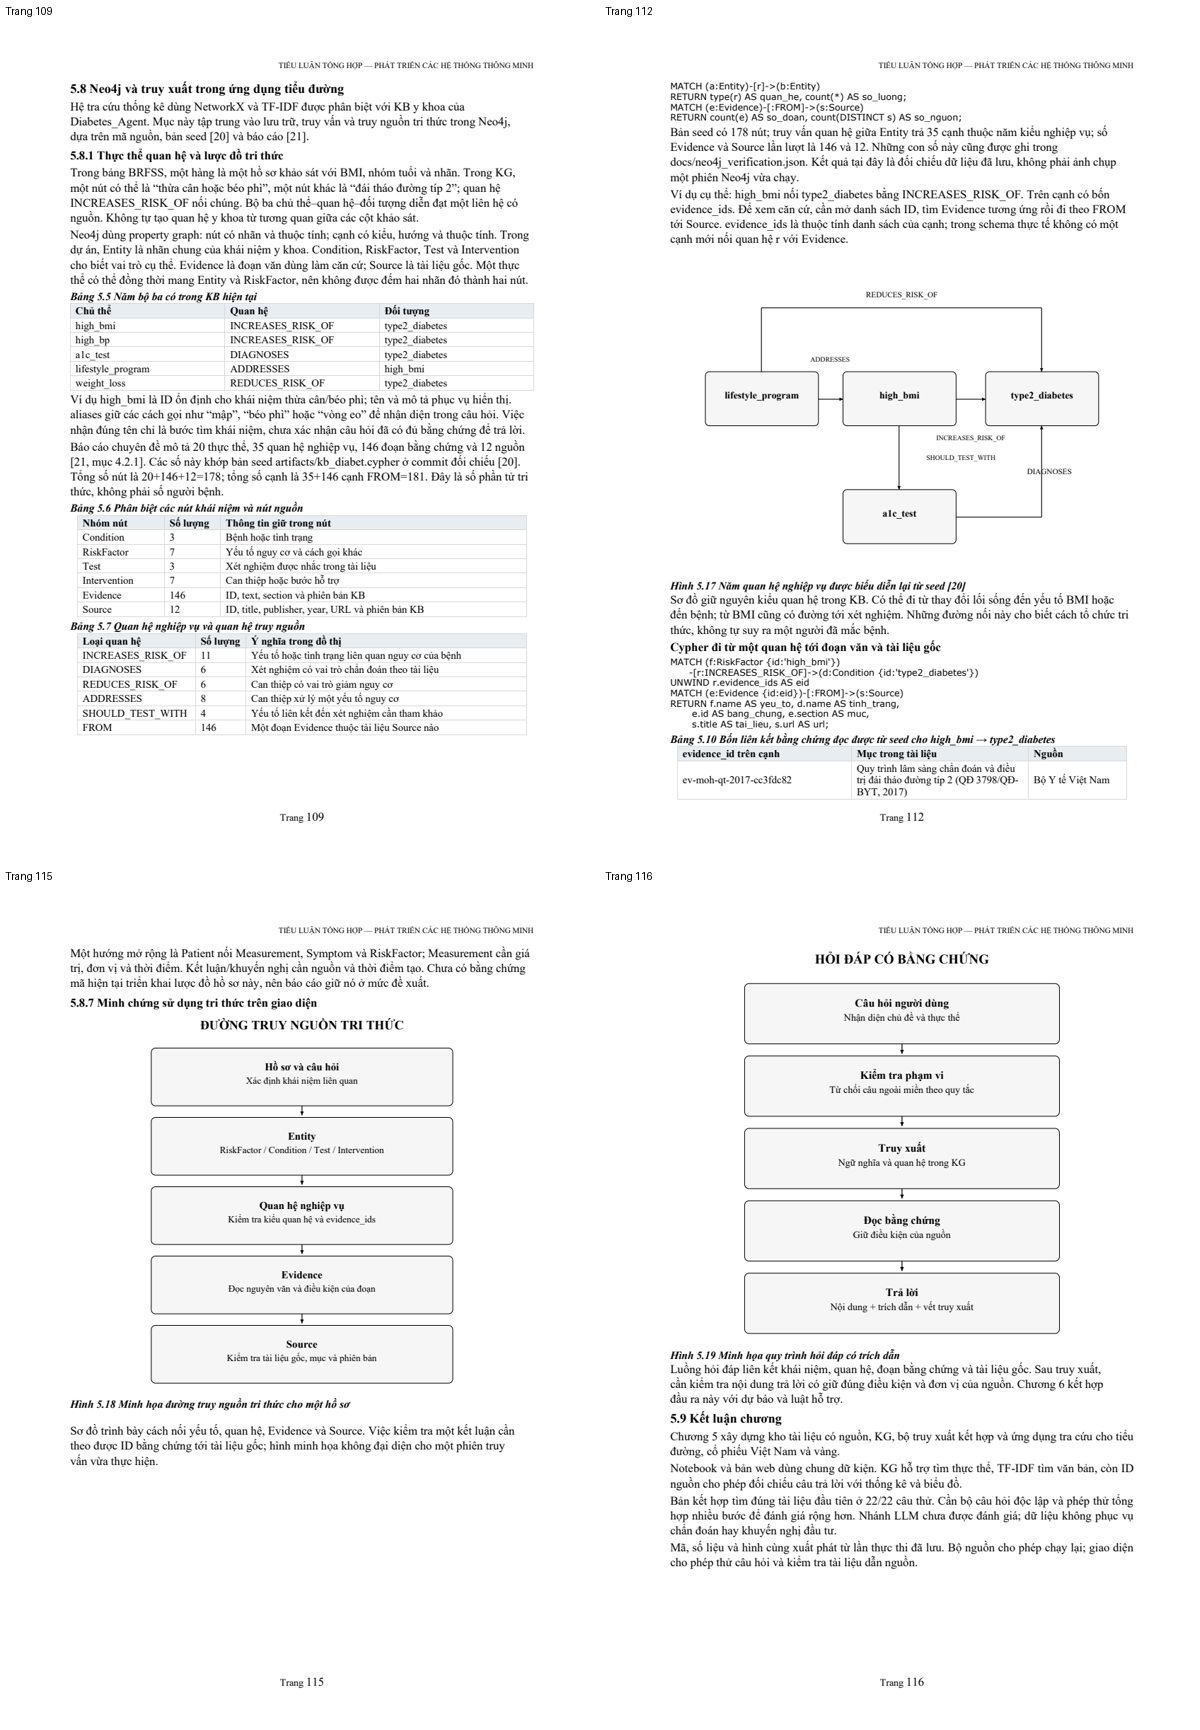 Trang 109
TIỂU LUẬN TỔNG HỢP — PHÁT TRIỂN CÁC HỆ THỐNG THÔNG MINH
5.8 Neo4j và truy xuất trong ứng dụng tiểu đường
Hệ tra cứu thống kê dùng NetworkX và TF-IDF được phân biệt với KB y khoa của
Diabetes_Agent. Mục này tập trung vào lưu trữ, truy vấn và truy nguồn tri thức trong Neo4j,
dựa trên mã nguồn, bản seed [20] và báo cáo [21].
5.8.1 Thực thể quan hệ và lược đồ tri thức
Trong bảng BRFSS, một hàng là một hồ sơ khảo sát với BMI, nhóm tuổi và nhãn. Trong KG,
một nút có thể là “thừa cân hoặc béo phì”, một nút khác là “đái tháo đường típ 2”; quan hệ
INCREASES_RISK_OF nối chúng. Bộ ba chủ thể–quan hệ–đối tượng diễn đạt một liên hệ có
nguồn. Không tự tạo quan hệ y khoa từ tương quan giữa các cột khảo sát.
Neo4j dùng property graph: nút có nhãn và thuộc tính; cạnh có kiểu, hướng và thuộc tính. Trong
dự án, Entity là nhãn chung của khái niệm y khoa. Condition, RiskFactor, Test và Intervention
cho biết vai trò cụ thể. Evidence là đoạn văn dùng làm căn cứ; Source là tài liệu gốc. Một thực
thể có thể đồng thời mang Entity và RiskFactor, nên không được đếm hai nhãn đó thành hai nút.
Bảng 5.5 Năm bộ ba có trong KB hiện tại
Chủ thể Quan hệ Đối tượng
high_bmi INCREASES_RISK_OF type2_diabetes
high_bp INCREASES_RISK_OF type2_diabetes
a1c_test DIAGNOSES type2_diabetes
lifestyle_program ADDRESSES high_bmi
weight_loss REDUCES_RISK_OF type2_diabetes
Ví dụ high_bmi là ID ổn định cho khái niệm thừa cân/béo phì; tên và mô tả phục vụ hiển thị.
aliases giữ các cách gọi như “mập”, “béo phì” hoặc “vòng eo” để nhận diện trong câu hỏi. Việc
nhận đúng tên chỉ là bước tìm khái niệm, chưa xác nhận câu hỏi đã có đủ bằng chứng để trả lời.
Báo cáo chuyên đề mô tả 20 thực thể, 35 quan hệ nghiệp vụ, 146 đoạn bằng chứng và 12 nguồn
[21, mục 4.2.1]. Các số này khớp bản seed artifacts/kb_diabet.cypher ở commit đối chiếu [20].
Tổng số nút là 20+146+12=178; tổng số cạnh là 35+146 cạnh FROM=181. Đây là số phần tử tri
thức, không phải số người bệnh.
Bảng 5.6 Phân biệt các nút khái niệm và nút nguồn
Nhóm nút Số lượng Thông tin giữ trong nút
Condition 3 Bệnh hoặc tình trạng
RiskFactor 7 Yếu tố nguy cơ và cách gọi khác
Test 3 Xét nghiệm được nhắc trong tài liệu
Intervention 7 Can thiệp hoặc bước hỗ trợ
Evidence 146 ID, text, section và phiên bản KB
Source 12 ID, title, publisher, year, URL và phiên bản KB
Bảng 5.7 Quan hệ nghiệp vụ và quan hệ truy nguồn
Loại quan hệ Số lượng Ý nghĩa trong đồ thị
INCREASES_RISK_OF 11 Yếu tố hoặc tình trạng liên quan nguy cơ của bệnh
DIAGNOSES 6 Xét nghiệm có vai trò chẩn đoán theo tài liệu
REDUCES_RISK_OF 6 Can thiệp có vai trò giảm nguy cơ
ADDRESSES 8 Can thiệp xử lý một yếu tố nguy cơ
SHOULD_TEST_WITH 4 Yếu tố liên kết đến xét nghiệm cần tham khảo
FROM 146 Một đoạn Evidence thuộc tài liệu Source nào
Trang 109
Trang 112
TIỂU LUẬN TỔNG HỢP — PHÁT TRIỂN CÁC HỆ THỐNG THÔNG MINH
MATCH (a:Entity)-[r]->(b:Entity)
RETURN type(r) AS quan_he, count(*) AS so_luong;
MATCH (e:Evidence)-[:FROM]->(s:Source)
RETURN count(e) AS so_doan, count(DISTINCT s) AS so_nguon;
Bản seed có 178 nút; truy vấn quan hệ giữa Entity trả 35 cạnh thuộc năm kiểu nghiệp vụ; số
Evidence và Source lần lượt là 146 và 12. Những con số này cũng được ghi trong
docs/neo4j_verification.json. Kết quả tại đây là đối chiếu dữ liệu đã lưu, không phải ảnh chụp
một phiên Neo4j vừa chạy.
Ví dụ cụ thể: high_bmi nối type2_diabetes bằng INCREASES_RISK_OF. Trên cạnh có bốn
evidence_ids. Để xem căn cứ, cần mở danh sách ID, tìm Evidence tương ứng rồi đi theo FROM
tới Source. evidence_ids là thuộc tính danh sách của cạnh; trong schema thực tế không có một
cạnh mới nối quan hệ r với Evidence.
REDUCES_RISK_OF
ADDRESSES
lifestyle_program high_bmi type2_diabetes
INCREASES_RISK_OF
SHOULD_TEST_WITH
DIAGNOSES
a1c_test
Hình 5.17 Năm quan hệ nghiệp vụ được biểu diễn lại từ seed [20]
Sơ đồ giữ nguyên kiểu quan hệ trong KB. Có thể đi từ thay đổi lối sống đến yếu tố BMI hoặc
đến bệnh; từ BMI cũng có đường tới xét nghiệm. Những đường nối này cho biết cách tổ chức tri
thức, không tự suy ra một người đã mắc bệnh.
Cypher đi từ một quan hệ tới đoạn văn và tài liệu gốc
MATCH (f:RiskFactor {id:'high_bmi'})
-[r:INCREASES_RISK_OF]->(d:Condition {id:'type2_diabetes'})
UNWIND r.evidence_ids AS eid
MATCH (e:Evidence {id:eid})-[:FROM]->(s:Source)
RETURN f.name AS yeu_to, d.name AS tinh_trang,
e.id AS bang_chung, e.section AS muc,
s.title AS tai_lieu, s.url AS url;
Bảng 5.10 Bốn liên kết bằng chứng đọc được từ seed cho high_bmi → type2_diabetes
evidence_id trên cạnh Mục trong tài liệu Nguồn
ev-moh-qt-2017-cc3fdc82 Quy trình lâm sàng chẩn đoán và điều
trị đái tháo đường típ 2 (QĐ 3798/QĐ-
BYT, 2017) Bộ Y tế Việt Nam
Trang 112
Trang 115
TIỂU LUẬN TỔNG HỢP — PHÁT TRIỂN CÁC HỆ THỐNG THÔNG MINH
Một hướng mở rộng là Patient nối Measurement, Symptom và RiskFactor; Measurement cần giá
trị, đơn vị và thời điểm. Kết luận/khuyến nghị cần nguồn và thời điểm tạo. Chưa có bằng chứng
mã hiện tại triển khai lược đồ hồ sơ này, nên báo cáo giữ nó ở mức đề xuất.
5.8.7 Minh chứng sử dụng tri thức trên giao diện
ĐƯỜNG TRUY NGUỒN TRI THỨC
Hồ sơ và câu hỏi
Xác định khái niệm liên quan
Entity
RiskFactor / Condition / Test / Intervention
Quan hệ nghiệp vụ
Kiểm tra kiểu quan hệ và evidence_ids
Evidence
Đọc nguyên văn và điều kiện của đoạn
Source
Kiểm tra tài liệu gốc, mục và phiên bản
Hình 5.18 Minh họa đường truy nguồn tri thức cho một hồ sơ
Sơ đồ trình bày cách nối yếu tố, quan hệ, Evidence và Source. Việc kiểm tra một kết luận cần
theo được ID bằng chứng tới tài liệu gốc; hình minh họa không đại diện cho một phiên truy
vấn vừa thực hiện.
Trang 115
Trang 116
TIỂU LUẬN TỔNG HỢP — PHÁT TRIỂN CÁC HỆ THỐNG THÔNG MINH
HỎI ĐÁP CÓ BẰNG CHỨNG
Câu hỏi người dùng
Nhận diện chủ đề và thực thể
Kiểm tra phạm vi
Từ chối câu ngoài miền theo quy tắc
Truy xuất
Ngữ nghĩa và quan hệ trong KG
Đọc bằng chứng
Giữ điều kiện của nguồn
Trả lời
Nội dung + trích dẫn + vết truy xuất
Hình 5.19 Minh họa quy trình hỏi đáp có trích dẫn
Luồng hỏi đáp liên kết khái niệm, quan hệ, đoạn bằng chứng và tài liệu gốc. Sau truy xuất,
cần kiểm tra nội dung trả lời có giữ đúng điều kiện và đơn vị của nguồn. Chương 6 kết hợp
đầu ra này với dự báo và luật hỗ trợ.
5.9 Kết luận chương
Chương 5 xây dựng kho tài liệu có nguồn, KG, bộ truy xuất kết hợp và ứng dụng tra cứu cho tiểu
đường, cổ phiếu Việt Nam và vàng.
Notebook và bản web dùng chung dữ kiện. KG hỗ trợ tìm thực thể, TF-IDF tìm văn bản, còn ID
nguồn cho phép đối chiếu câu trả lời với thống kê và biểu đồ.
Bản kết hợp tìm đúng tài liệu đầu tiên ở 22/22 câu thử. Cần bộ câu hỏi độc lập và phép thử tổng
hợp nhiều bước để đánh giá rộng hơn. Nhánh LLM chưa được đánh giá; dữ liệu không phục vụ
chẩn đoán hay khuyến nghị đầu tư.
Mã, số liệu và hình cùng xuất phát từ lần thực thi đã lưu. Bộ nguồn cho phép chạy lại; giao diện
cho phép thử câu hỏi và kiểm tra tài liệu dẫn nguồn.
Trang 116